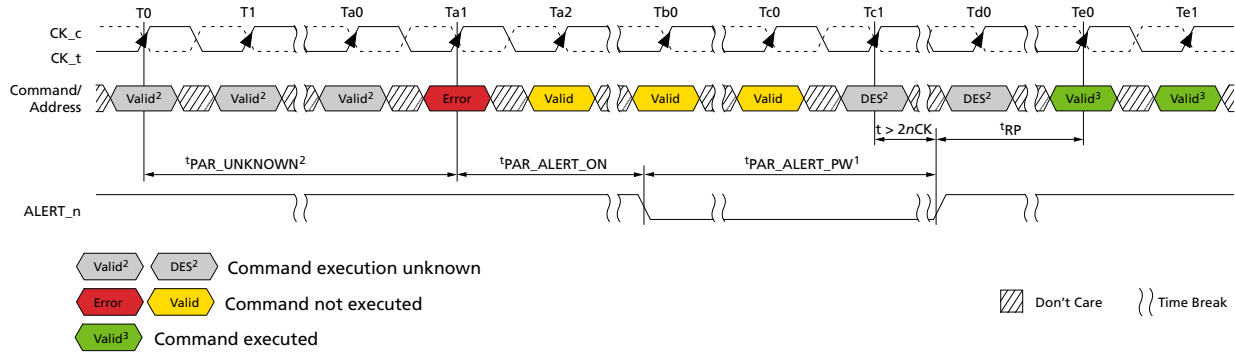 T0 T1 Ta0 Ta1 Ta2 Tb0 Tc0 Tc1 Td0 Te0 Te1
CK_c
CK_t
Command/
Address
Valid² Valid² Valid² Error Valid Valid Valid DES² DES² Valid³ Valid³
t > 2nCK tRP
tPAR_UNKNOWN² tPAR_ALERT_ON tPAR_ALERT_PW¹
ALERT_n
Valid² DES² Command execution unknown
Error Valid Command not executed
Don't Care Time Break
Valid³ Command executed